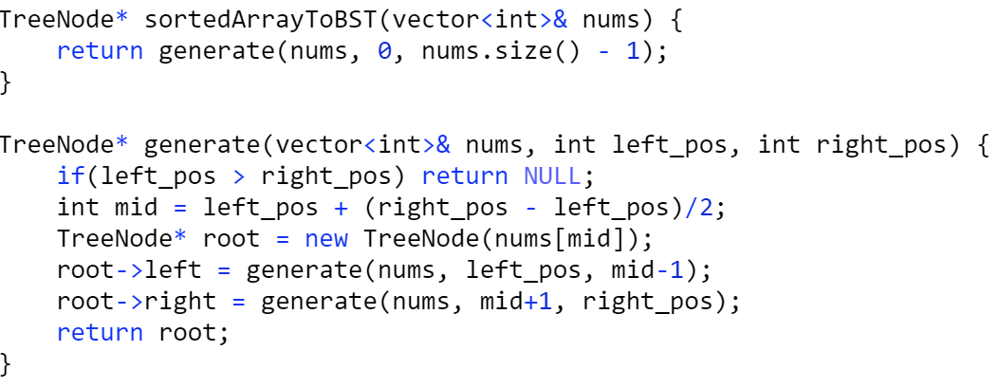 TreeNode* sortedArrayToBST(vector<int>& nums) {
    return generate(nums, 0, nums.size() - 1);
}

TreeNode* generate(vector<int>& nums, int left_pos, int right_pos) {
    if(left_pos > right_pos) return NULL;
    int mid = left_pos + (right_pos - left_pos)/2;
    TreeNode* root = new TreeNode(nums[mid]);
    root->left = generate(nums, left_pos, mid-1);
    root->right = generate(nums, mid+1, right_pos);
    return root;
}